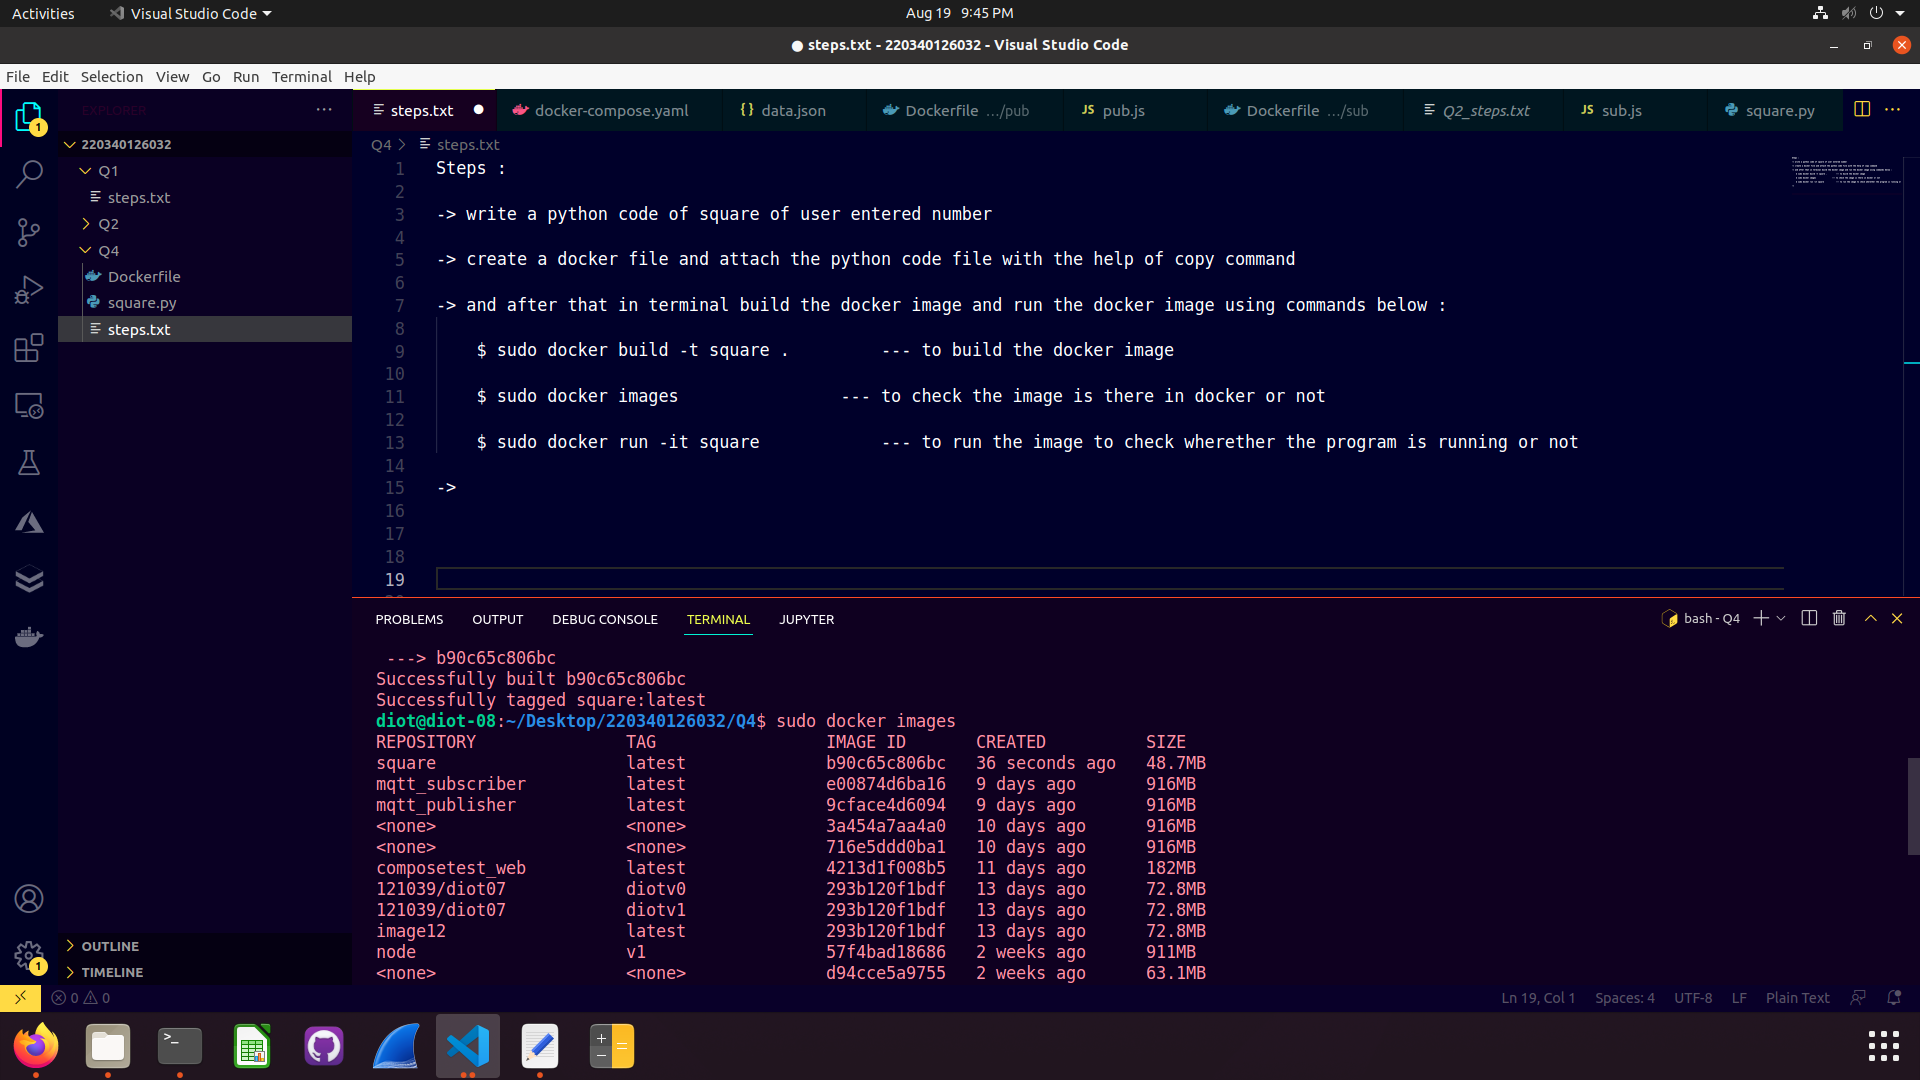 Activities
Visual Studio Code
Aug 19 9:45 PM
● steps.txt - 220340126032 - Visual Studio Code
File Edit Selection View Go Run Terminal Help
EXPLORER
220340126032
Q1
steps.txt
Q2
Q4
Dockerfile
square.py
steps.txt
OUTLINE
TIMELINE
1
1
steps.txt
docker-compose.yaml
{} data.json
Dockerfile .../pub
JS pub.js
Dockerfile .../sub
Q2_steps.txt
JS sub.js
square.py
Q4 > steps.txt
1 Steps :
2
3 -> write a python code of square of user entered number
4
5 -> create a docker file and attach the python code file with the help of copy command
6
7 -> and after that in terminal build the docker image and run the docker image using commands below :
8
9 $ sudo docker build -t square . --- to build the docker image
10
11 $ sudo docker images --- to check the image is there in docker or not
12
13 $ sudo docker run -it square --- to run the image to check wherether the program is running or not
14
15 ->
16
17
18
19
PROBLEMS OUTPUT DEBUG CONSOLE TERMINAL JUPYTER
bash - Q4
---> b90c65c806bc
Successfully built b90c65c806bc
Successfully tagged square:latest
diot@diot-08:~/Desktop/220340126032/Q4$ sudo docker images
REPOSITORY TAG IMAGE ID CREATED SIZE
square latest b90c65c806bc 36 seconds ago 48.7MB
mqtt_subscriber latest e00874d6ba16 9 days ago 916MB
mqtt_publisher latest 9cface4d6094 9 days ago 916MB
<none> <none> 3a454a7aa4a0 10 days ago 916MB
<none> <none> 716e5ddd0ba1 10 days ago 916MB
composetest_web latest 4213d1f008b5 11 days ago 182MB
121039/diot07 diotv0 293b120f1bdf 13 days ago 72.8MB
121039/diot07 diotv1 293b120f1bdf 13 days ago 72.8MB
image12 latest 293b120f1bdf 13 days ago 72.8MB
node v1 57f4bad18686 2 weeks ago 911MB
<none> <none> d94cce5a9755 2 weeks ago 63.1MB
0 0
Ln 19, Col 1 Spaces: 4 UTF-8 LF Plain Text